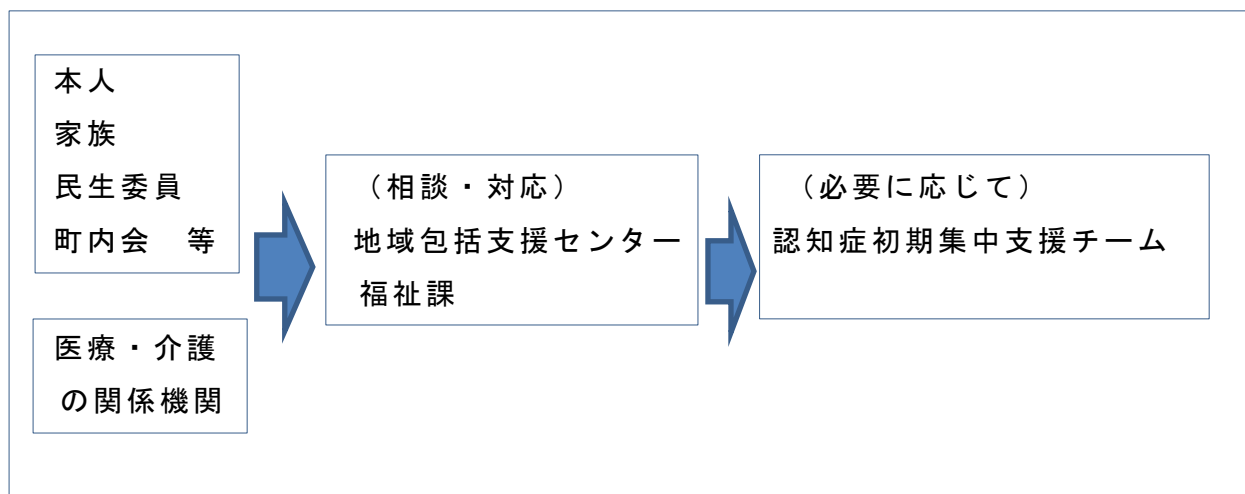 本人
家族
民生委員
町内会　等
医療・介護
の関係機関
（相談・対応）
地域包括支援センター
福祉課
（必要に応じて）
認知症初期集中支援チーム